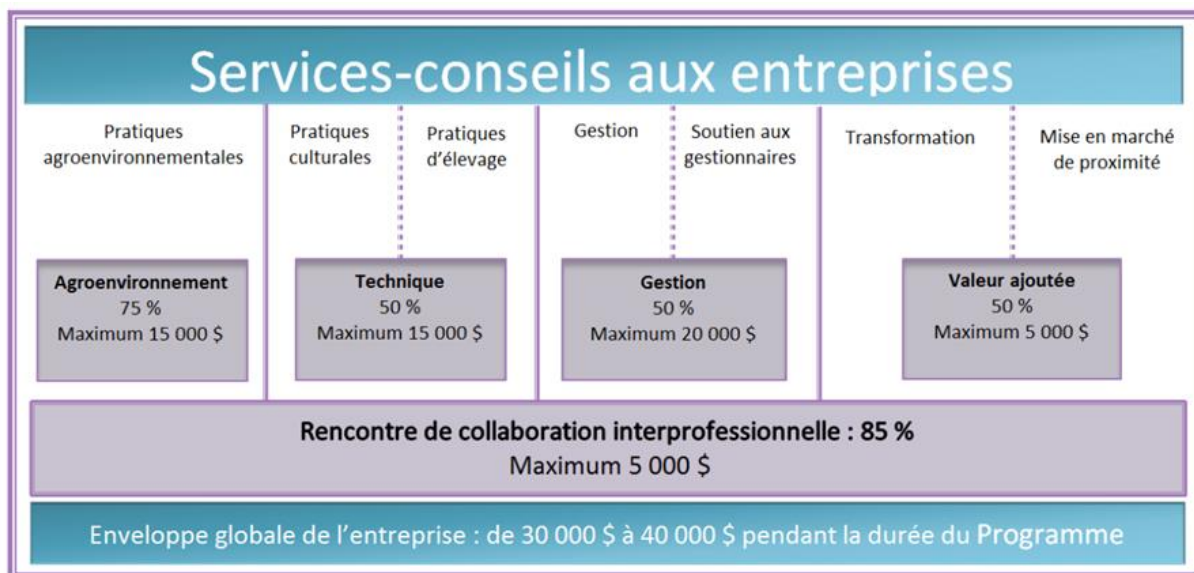 Services-conseils aux entreprises
Pratiques
agroenvironnementales
Pratiques
culturales
Pratiques
d'élevage
Gestion
Soutien aux
gestionnaires
Transformation
Mise en marché
de proximité
Agroenvironnement
75 %
Maximum 15 000 $
Technique
50 %
Maximum 15 000 $
Gestion
50 %
Maximum 20 000 $
Valeur ajoutée
50 %
Maximum 5 000 $
Rencontre de collaboration interprofessionnelle : 85 %
Maximum 5 000 $
Enveloppe globale de l'entreprise : de 30 000 $ à 40 000 $ pendant la durée du Programme